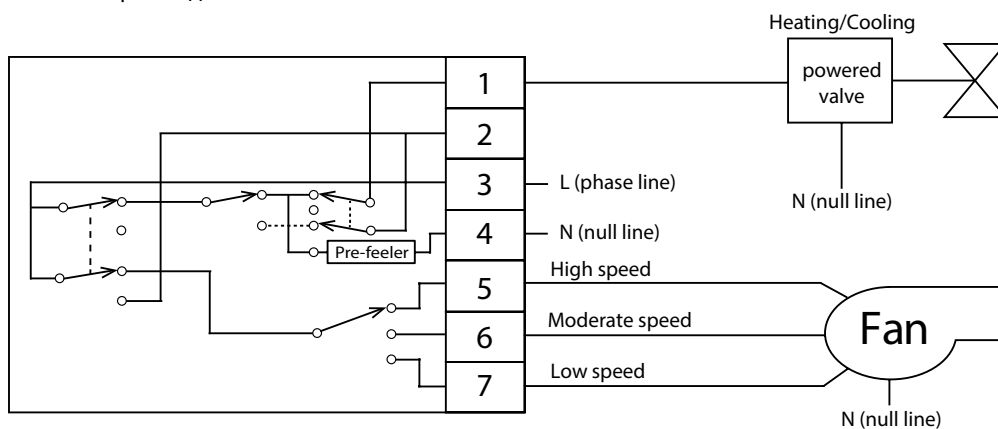 Heating/Cooling
1
powered
valve
2
3
L (phase line)
N (null line)
4
N (null line)
Pre-feeler
5
High speed
6
Moderate speed
Fan
7
Low speed
N (null line)